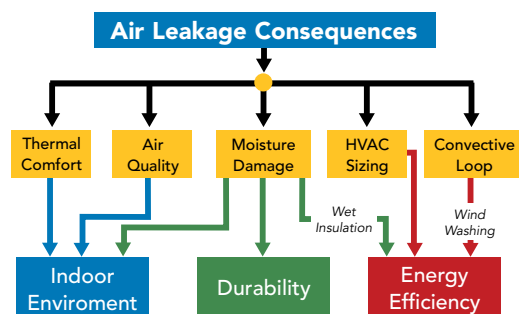 Air Leakage Consequences
Thermal
Comfort
Air
Quality
Moisture
Damage
HVAC
Sizing
Convective
Loop
Wet
Insulation
Wind
Washing
Indoor
Enviroment
Durability
Energy
Efficiency